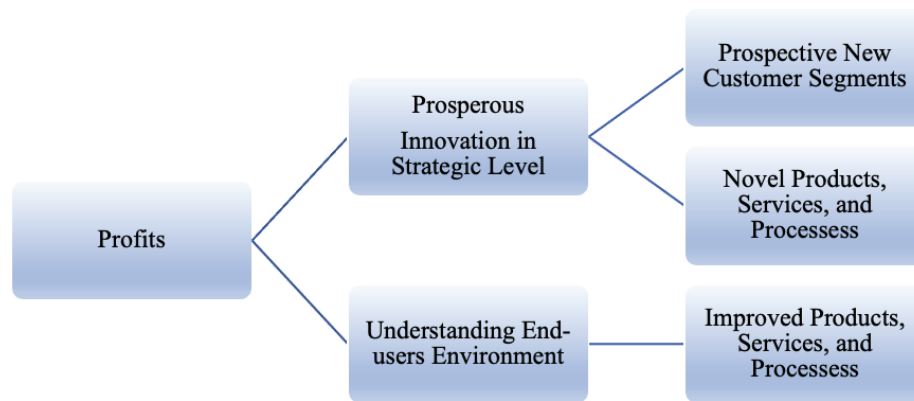 Profits
Prosperous
Innovation in
Strategic Level
Understanding End-
users Environment
Prospective New
Customer Segments
Novel Products,
Services, and
Processess
Improved Products,
Services, and
Processess